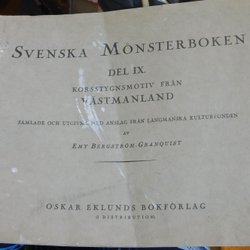 SVENSKA MÖNSTERBOKEN
DEL IX.
KORSSTYGNSMOTIV FRÅN
VÄSTMANLAND
SAMLADE OCH UTGIVNA MED ANSLAG FRÅN LÄNGMANSKA KULTURFONDEN
AV
EMY BERGSTRÖM-GRANQUIST
OSKAR EKLUNDS BOKFÖRLAG
(I DISTRIBUTION)